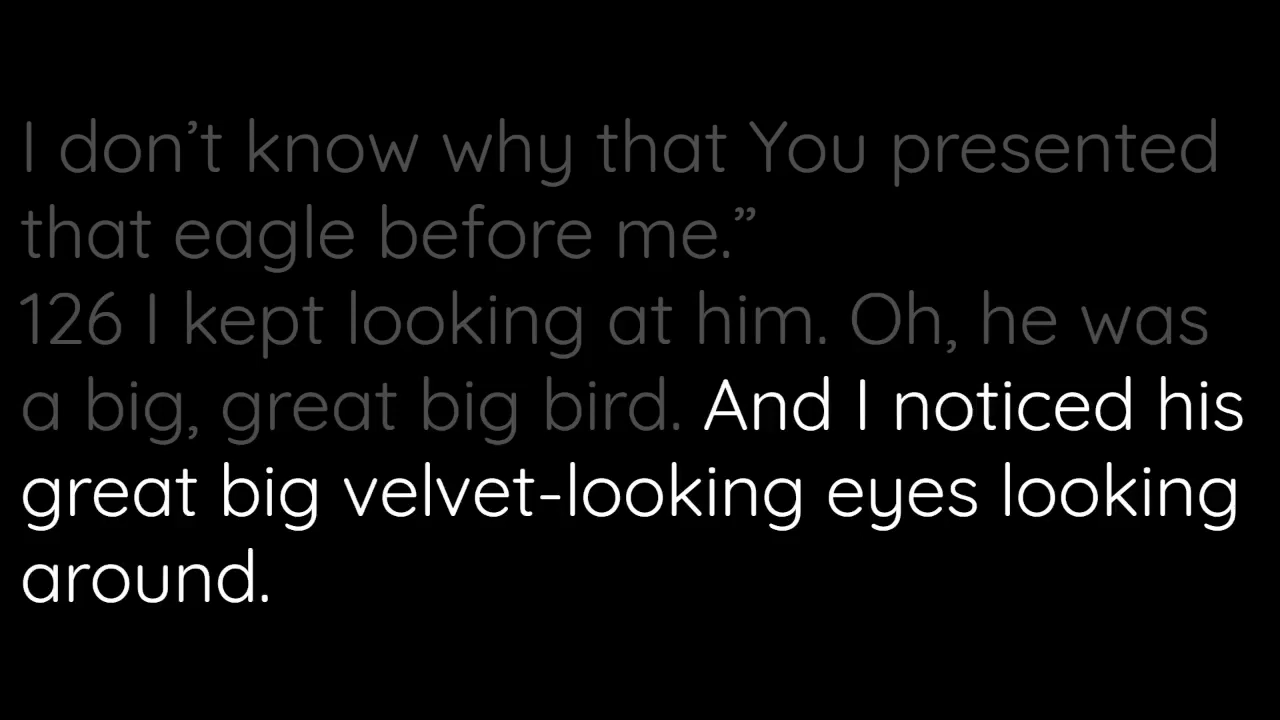 I don’t know why that You presented
that eagle before me.”
126 I kept looking at him. Oh, he was
a big, great big bird. And I noticed his
great big velvet-looking eyes looking
around.